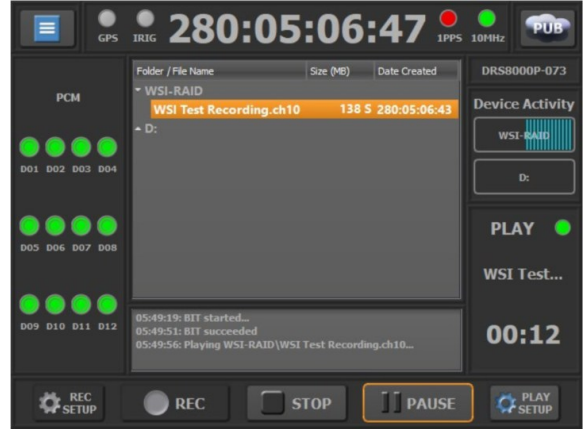 GPS IRIG 280:05:06:47 1PPS 10MHz PUB
Folder / File Name Size (MB) Date Created
WSI-RAID
WSI Test Recording.ch10 138 S 280:05:06:43
D:
PCM
D01 D02 D03 D04
D05 D06 D07 D08
D09 D10 D11 D12
05:49:19: BIT started...
05:49:51: BIT succeeded
05:49:56: Playing WSI-RAID\WSI Test Recording.ch10...
DRS8000P-073
Device Activity
WSI-RAID
D:
PLAY
WSI Test...
00:12
REC SETUP
REC
STOP
PAUSE
PLAY SETUP